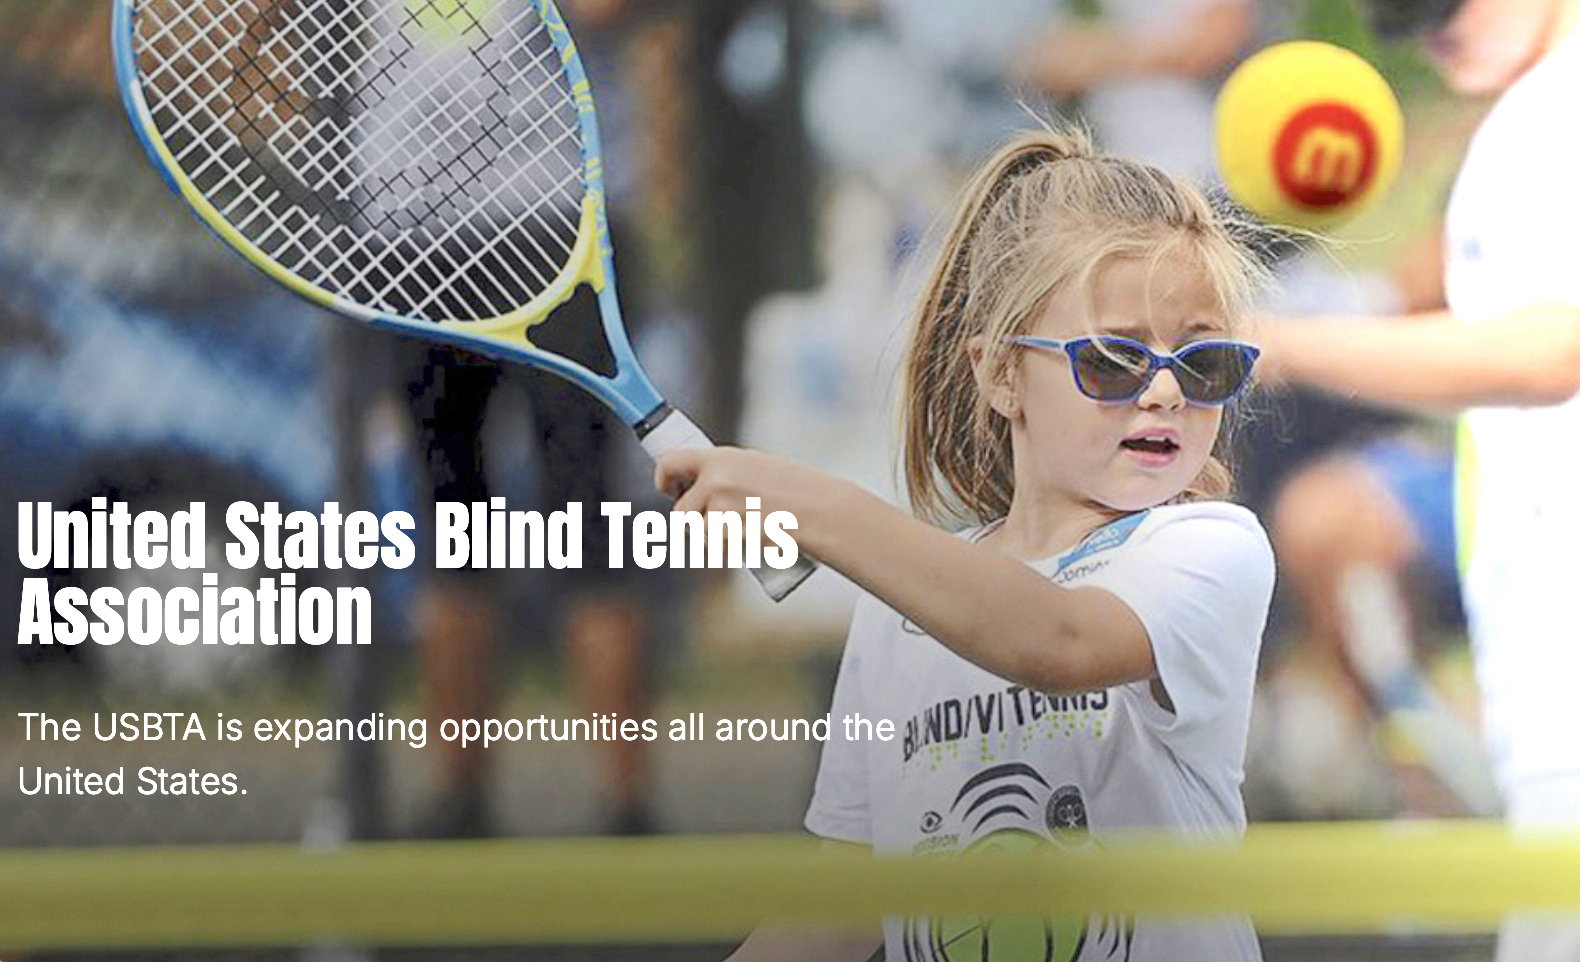 m
United States Blind Tennis
Association
BLIND/VI TENNIS
The USBTA is expanding opportunities all around the
United States.